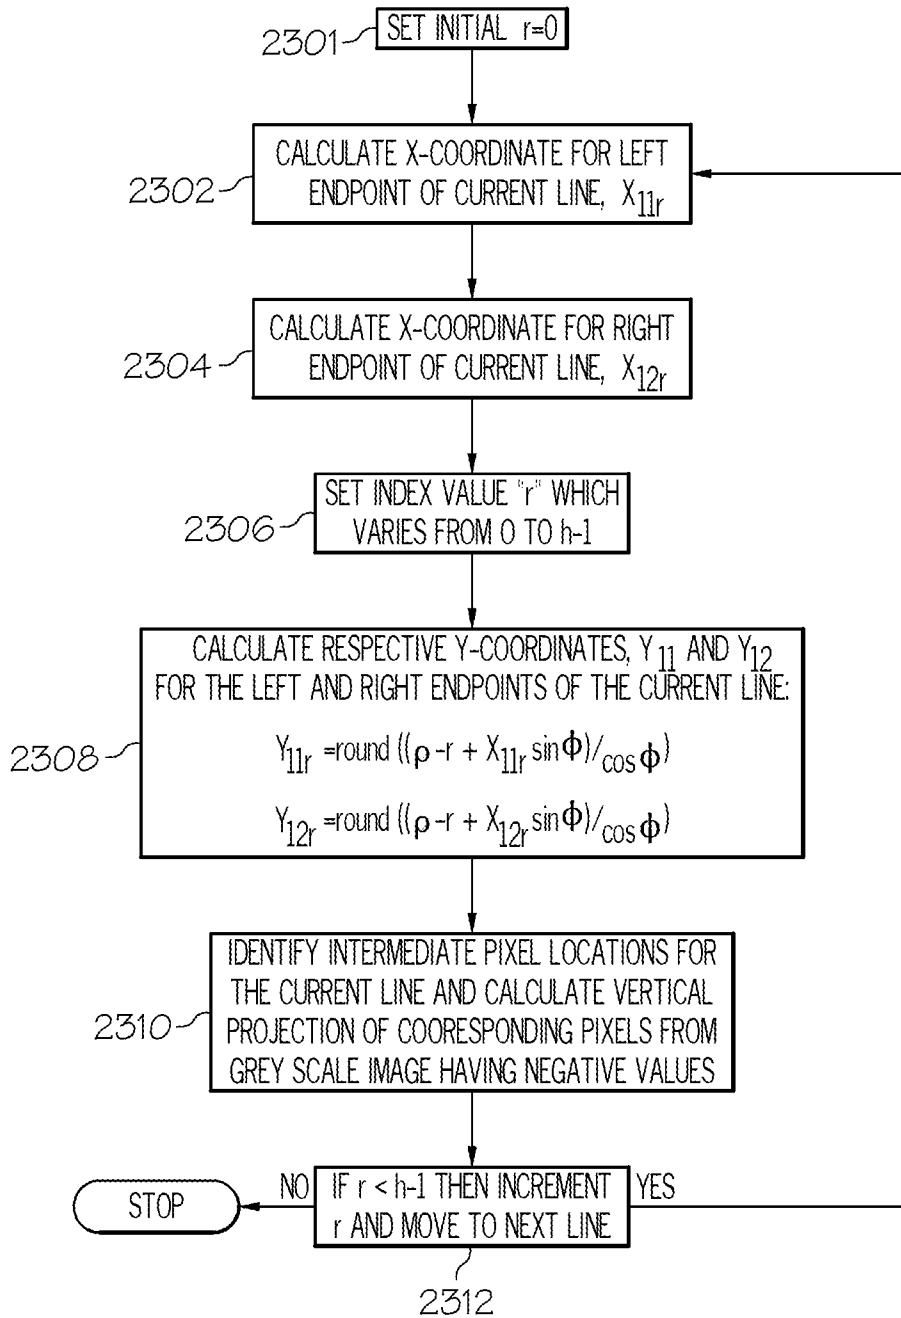 2301
SET INITIAL r=0
2302
CALCULATE X-COORDINATE FOR LEFT
ENDPOINT OF CURRENT LINE, X11r
2304
CALCULATE X-COORDINATE FOR RIGHT
ENDPOINT OF CURRENT LINE, X12r
2306
SET INDEX VALUE "r" WHICH
VARIES FROM 0 TO h-1
2308
CALCULATE RESPECTIVE Y-COORDINATES, Y11 AND Y12
FOR THE LEFT AND RIGHT ENDPOINTS OF THE CURRENT LINE:
Y11r =round ((ρ-r + X11r sinΦ)/cosΦ)
Y12r =round ((ρ-r + X12r sinΦ)/cosΦ)
2310
IDENTIFY INTERMEDIATE PIXEL LOCATIONS FOR
THE CURRENT LINE AND CALCULATE VERTICAL
PROJECTION OF COORESPONDING PIXELS FROM
GREY SCALE IMAGE HAVING NEGATIVE VALUES
STOP
NO
IF r < h-1 THEN INCREMENT
r AND MOVE TO NEXT LINE
YES
2312